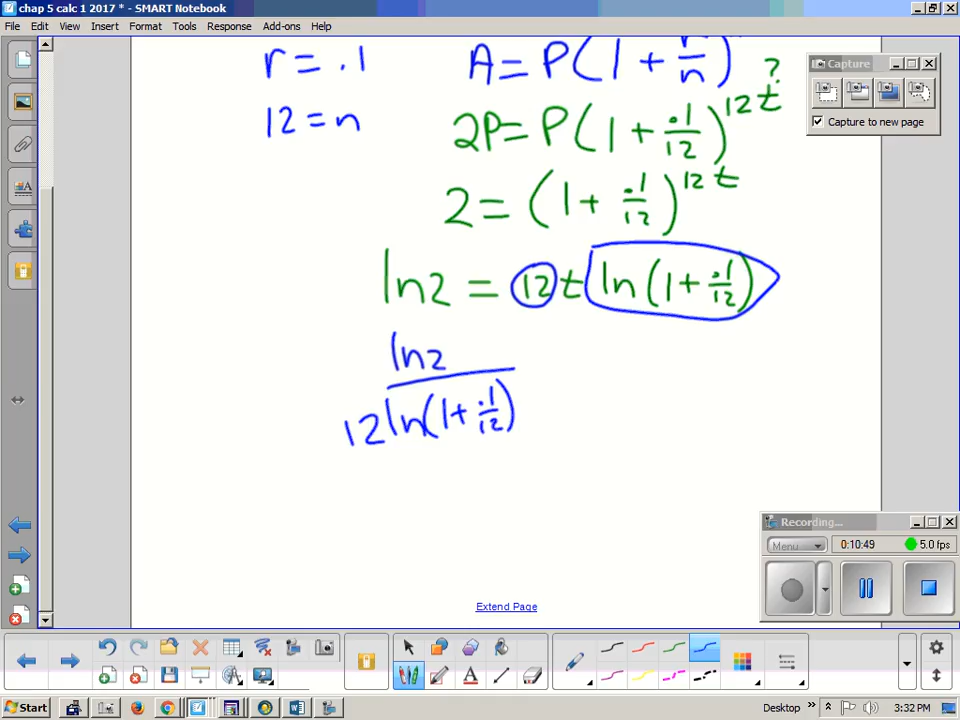 chap 5 calc 1 2017 * - SMART Notebook
File Edit View Insert Format Tools Draw Response Add-ons Help
r = .1
A = P(1 + r/n)
?
12 = n
2P = P(1 + .1/12)^12t
2 = (1 + .1/12)^12t
ln2 = 12 t ln(1 + .1/12)
ln2
12 ln(1 + .1/12)
Extend Page
Capture
Capture to new page
Recording...
Menu
0:10:49
5.0 fps
Start
Desktop
3:32 PM